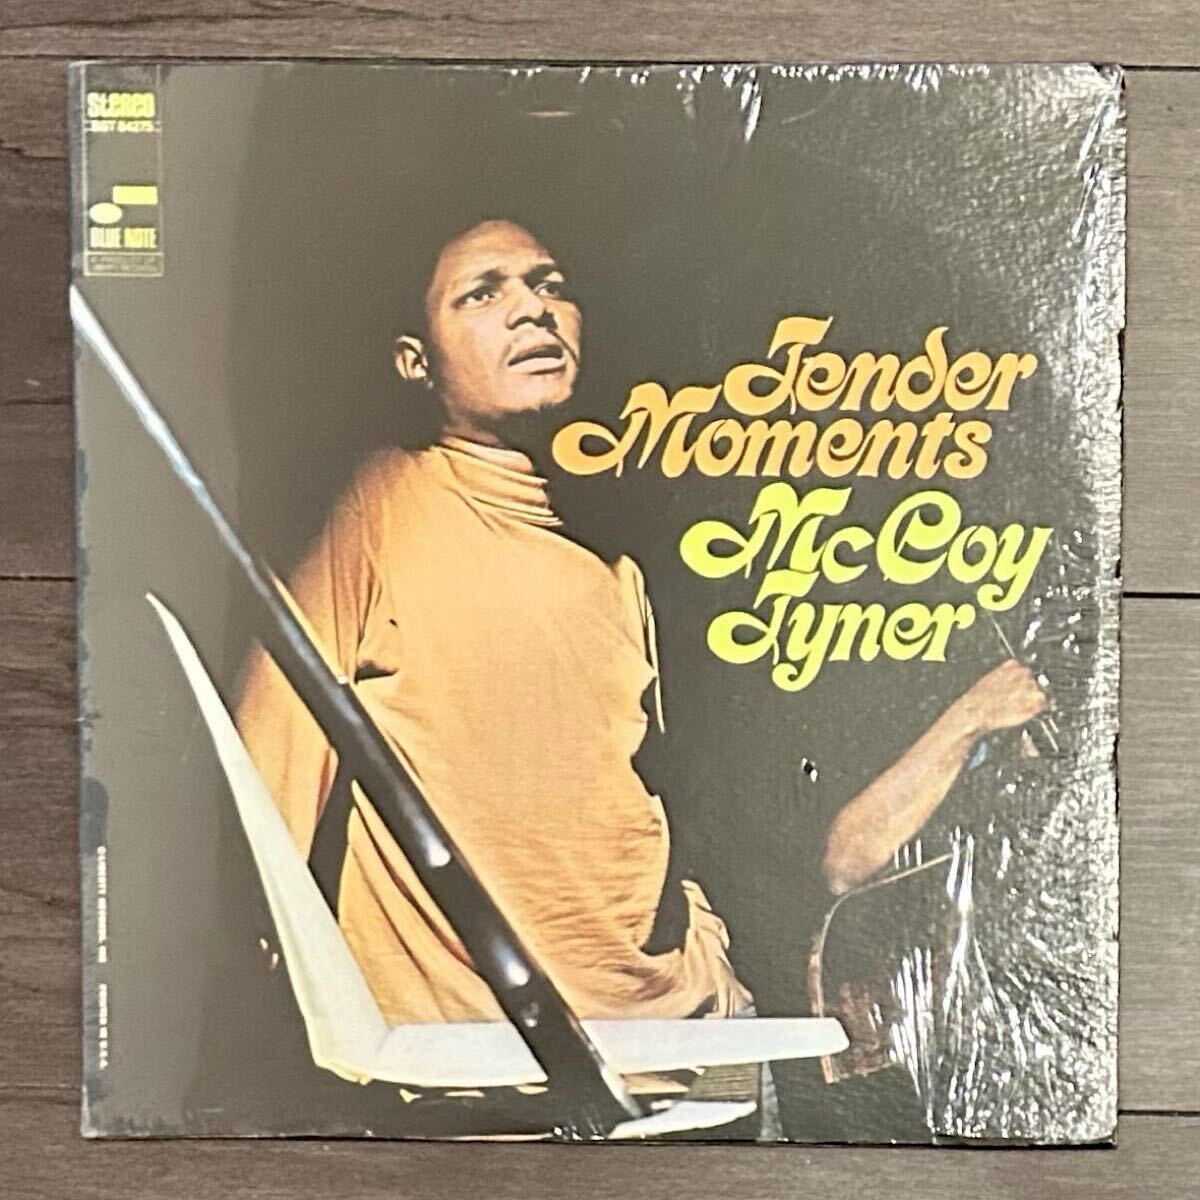 stereo
BST 84275
BLUE NOTE
Tender
Moments
McCoy
Tyner